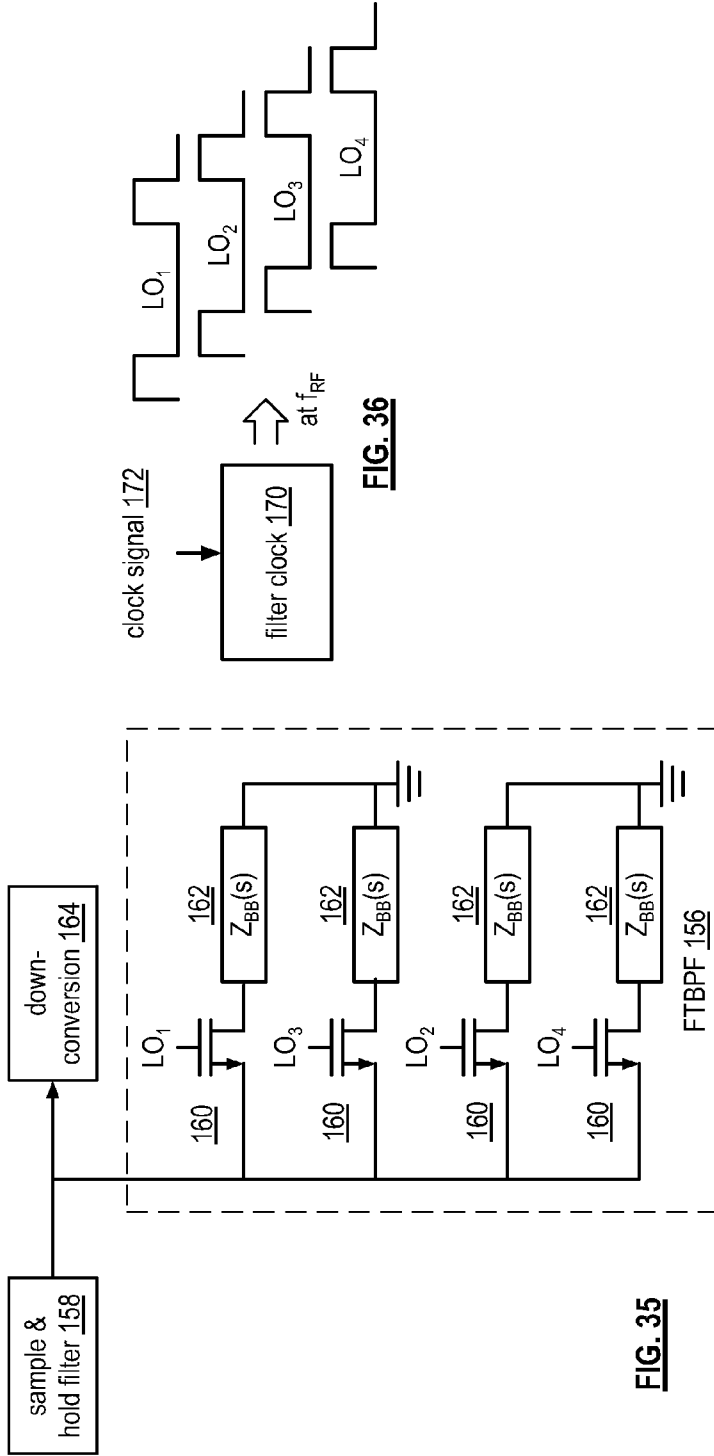 sample &
hold filter 158
down-
conversion 164
LO1
160
162
ZBB(s)
LO3
160
162
ZBB(s)
LO2
160
162
ZBB(s)
LO4
160
162
ZBB(s)
FTBPF 156
FIG. 35
clock signal 172
filter clock 170
at fRF
LO1
LO2
LO3
LO4
FIG. 36